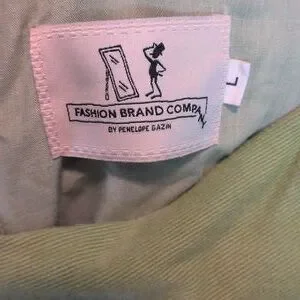 FASHION BRAND COMPANY
BY PENELOPE GAZIN
L